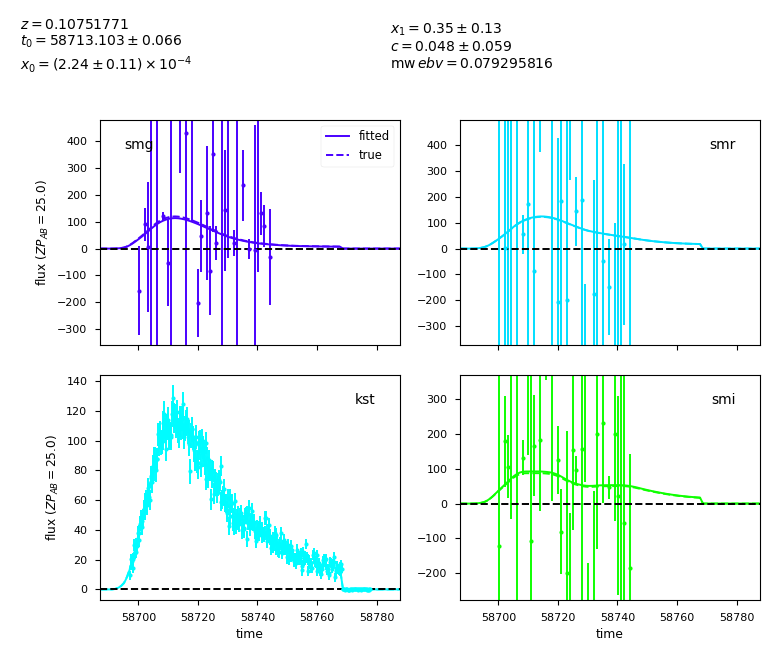 z = 0.10751771
t₀ = 58713.103 ± 0.066
x₀ = (2.24 ± 0.11) × 10⁻⁴
x₁ = 0.35 ± 0.13
c = 0.048 ± 0.059
mw ebv = 0.079295816
smg
fitted
true
400
300
200
100
0
−100
−200
−300
flux (ZP_AB = 25.0)
smr
400
300
200
100
0
−100
−200
−300
kst
140
120
100
80
60
40
20
0
flux (ZP_AB = 25.0)
58700 58720 58740 58760 58780
time
smi
300
200
100
0
−100
−200
58700 58720 58740 58760 58780
time